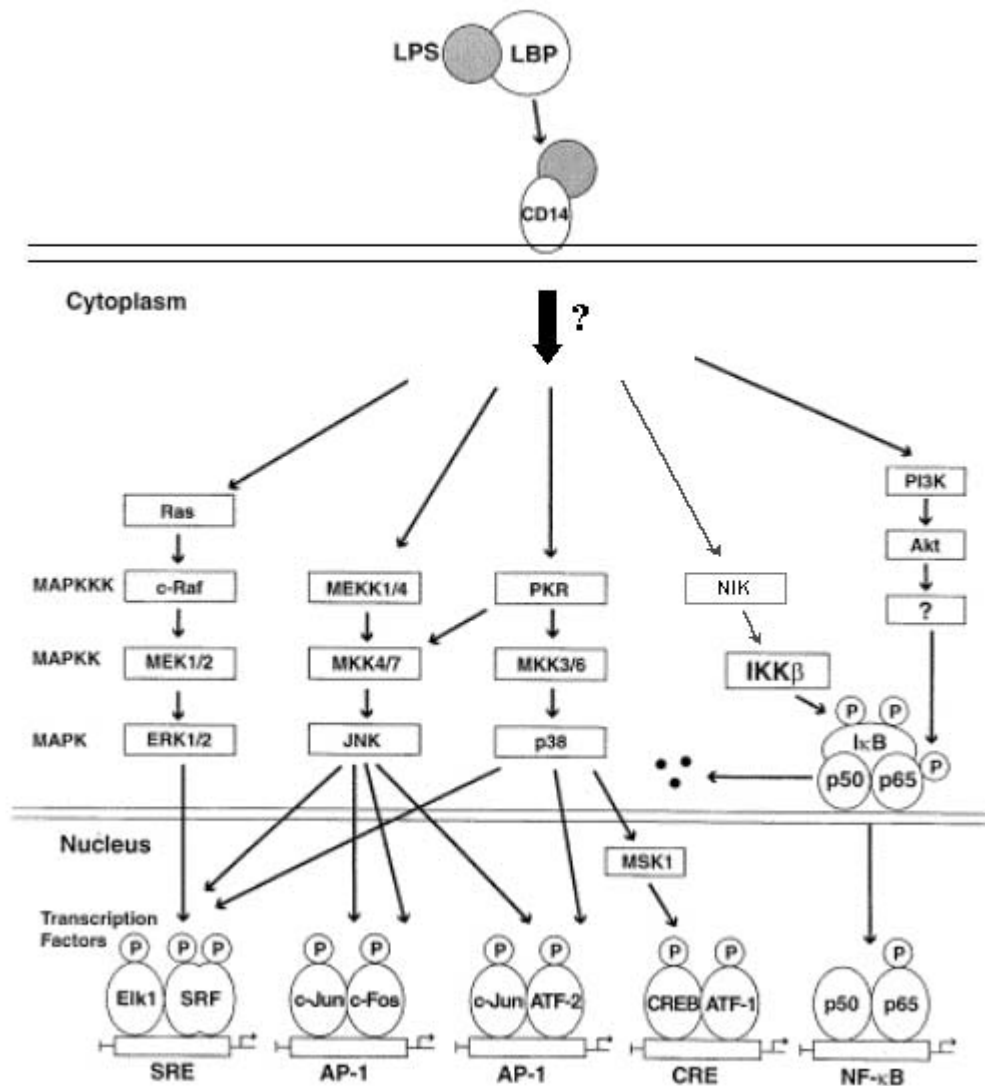 LPS LBP
CD14
Cytoplasm
?
PI3K
Ras
Akt
MAPKKK c-Raf MEKK1/4 PKR NIK ?
MAPKK MEK1/2 MKK4/7 MKK3/6 IKKβ
P P
MAPK ERK1/2 JNK p38 IκB
P
p50 p65
Nucleus
MSK1
Transcription
Factors
P P P P P P P P P P
Elk1 SRF c-Jun c-Fos c-Jun ATF-2 CREB ATF-1 p50 p65
SRE AP-1 AP-1 CRE NF-κB